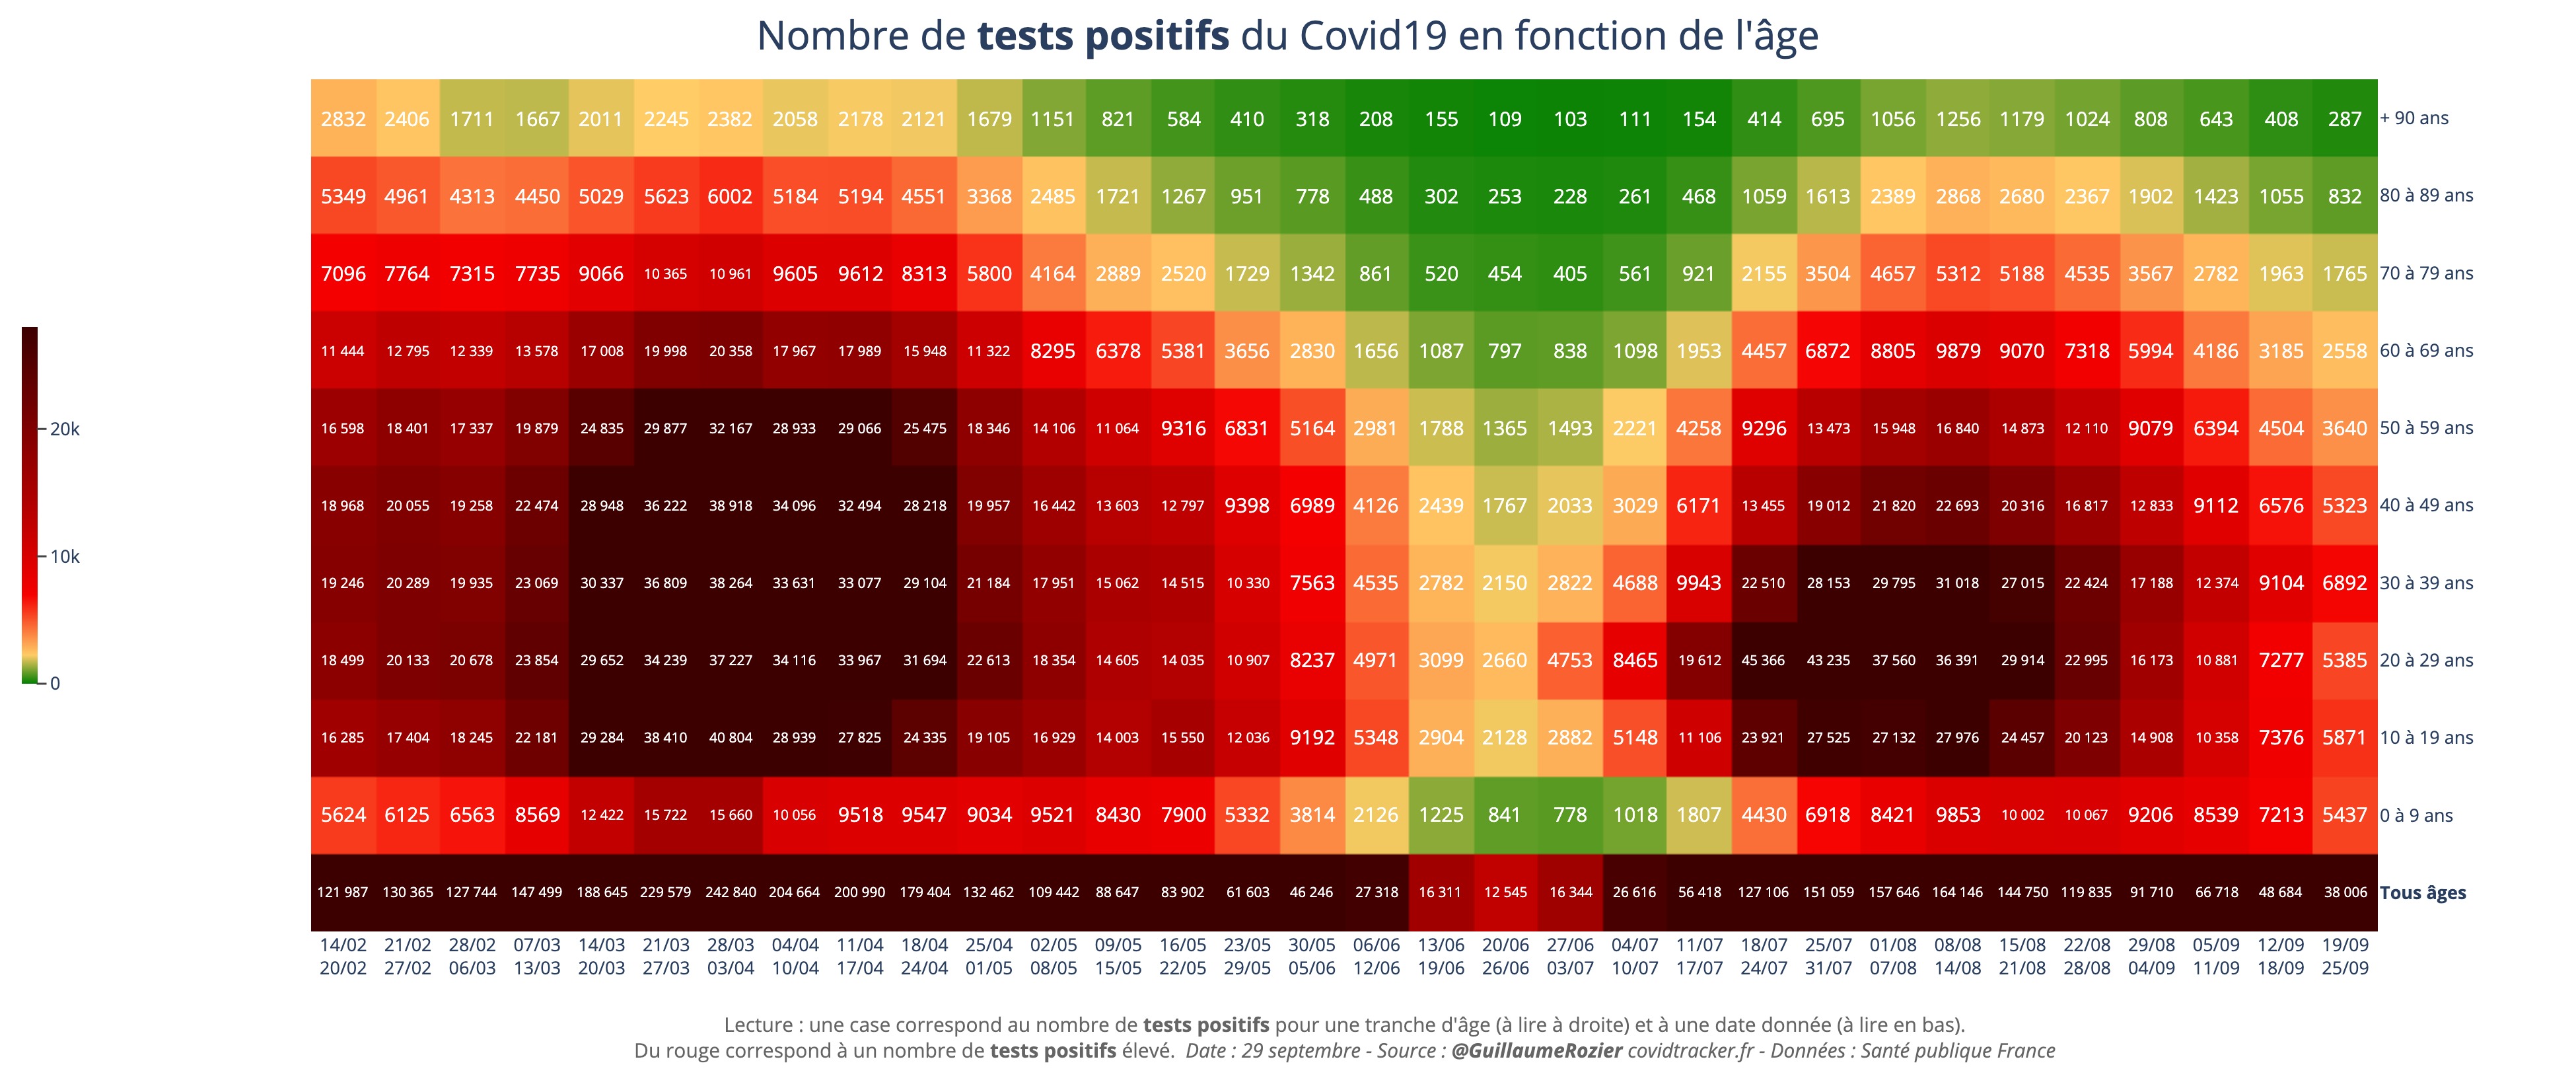 Nombre de tests positifs du Covid19 en fonction de l'âge
2832 2406 1711 1667 2011 2245 2382 2058 2178 2121 1679 1151 821 584 410 318 208 155 109 103 111 154 414 695 1056 1256 1179 1024 808 643 408 287 + 90 ans
5349 4961 4313 4450 5029 5623 6002 5184 5194 4551 3368 2485 1721 1267 951 778 488 302 253 228 261 468 1059 1613 2389 2868 2680 2367 1902 1423 1055 832 80 à 89 ans
7096 7764 7315 7735 9066 10 365 10 961 9605 9612 8313 5800 4164 2889 2520 1729 1342 861 520 454 405 561 921 2155 3504 4657 5312 5188 4535 3567 2782 1963 1765 70 à 79 ans
11 444 12 795 12 339 13 578 17 008 19 998 20 358 17 967 17 989 15 948 11 322 8295 6378 5381 3656 2830 1656 1087 797 838 1098 1953 4457 6872 8805 9879 9070 7318 5994 4186 3185 2558 60 à 69 ans
20k
16 598 18 401 17 337 19 879 24 835 29 877 32 167 28 933 29 066 25 475 18 346 14 106 11 064 9316 6831 5164 2981 1788 1365 1493 2221 4258 9296 13 473 15 948 16 840 14 873 12 110 9079 6394 4504 3640 50 à 59 ans
18 968 20 055 19 258 22 474 28 948 36 222 38 918 34 096 32 494 28 218 19 957 16 442 13 603 12 797 9398 6989 4126 2439 1767 2033 3029 6171 13 455 19 012 21 820 22 693 20 316 16 817 12 833 9112 6576 5323 40 à 49 ans
10k
19 246 20 289 19 935 23 069 30 337 36 809 38 264 33 631 33 077 29 104 21 184 17 951 15 062 14 515 10 330 7563 4535 2782 2150 2822 4688 9943 22 510 28 153 29 795 31 018 27 015 22 424 17 188 12 374 9104 6892 30 à 39 ans
18 499 20 133 20 678 23 854 29 652 34 239 37 227 34 116 33 967 31 694 22 613 18 354 14 605 14 035 10 907 8237 4971 3099 2660 4753 8465 19 612 45 366 43 235 37 560 36 391 29 914 22 995 16 173 10 881 7277 5385 20 à 29 ans
0
16 285 17 404 18 245 22 181 29 284 38 410 40 804 28 939 27 825 24 335 19 105 16 929 14 003 15 550 12 036 9192 5348 2904 2128 2882 5148 11 106 23 921 27 525 27 132 27 976 24 457 20 123 14 908 10 358 7376 5871 10 à 19 ans
5624 6125 6563 8569 12 422 15 722 15 660 10 056 9518 9547 9034 9521 8430 7900 5332 3814 2126 1225 841 778 1018 1807 4430 6918 8421 9853 10 002 10 067 9206 8539 7213 5437 0 à 9 ans
121 987 130 365 127 744 147 499 188 645 229 579 242 840 204 664 200 990 179 404 132 462 109 442 88 647 83 902 61 603 46 246 27 318 16 311 12 545 16 344 26 616 56 418 127 106 151 059 157 646 164 146 144 750 119 835 91 710 66 718 48 684 38 006 Tous âges
14/02 21/02 28/02 07/03 14/03 21/03 28/03 04/04 11/04 18/04 25/04 02/05 09/05 16/05 23/05 30/05 06/06 13/06 20/06 27/06 04/07 11/07 18/07 25/07 01/08 08/08 15/08 22/08 29/08 05/09 12/09 19/09
20/02 27/02 06/03 13/03 20/03 27/03 03/04 10/04 17/04 24/04 01/05 08/05 15/05 22/05 29/05 05/06 12/06 19/06 26/06 03/07 10/07 17/07 24/07 31/07 07/08 14/08 21/08 28/08 04/09 11/09 18/09 25/09
Lecture : une case correspond au nombre de tests positifs pour une tranche d'âge (à lire à droite) et à une date donnée (à lire en bas).
Du rouge correspond à un nombre de tests positifs élevé. Date : 29 septembre - Source : @GuillaumeRozier covidtracker.fr - Données : Santé publique France